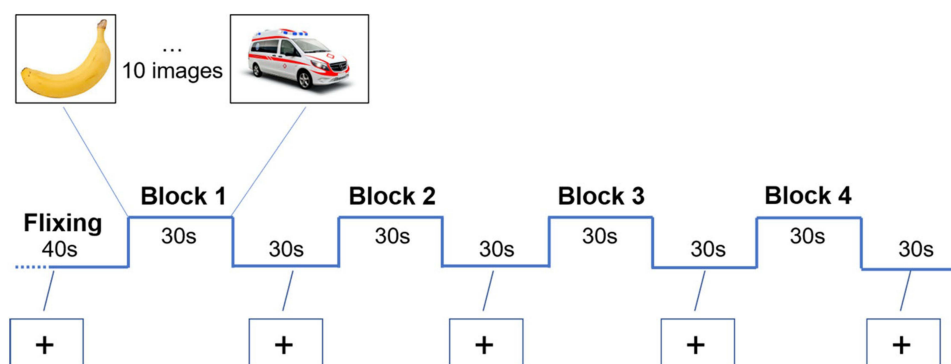 ...
10 images
Block 1
Block 2
Block 3
Block 4
Flixing
40s
30s
30s
30s
30s
30s
30s
30s
30s
+
+
+
+
+